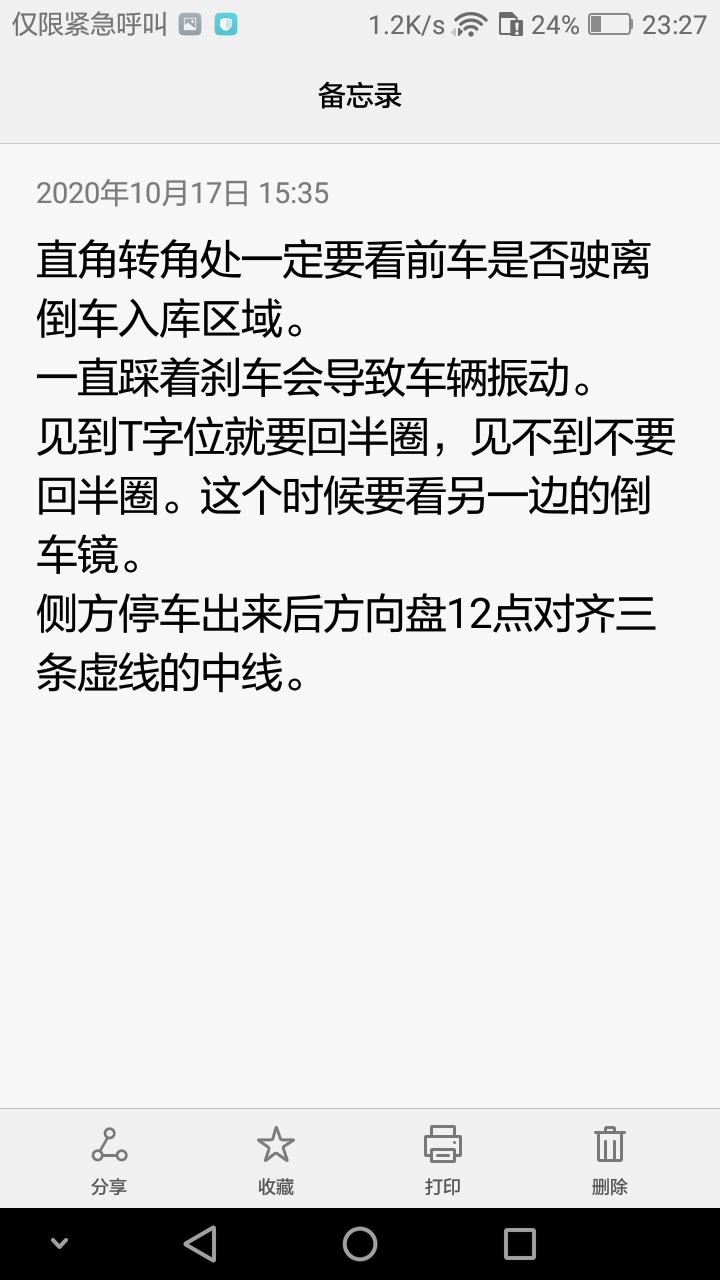 仅限紧急呼叫 1.2K/s 24% 23:27
备忘录
2020年10月17日 15:35
直角转角处一定要看前车是否驶离
倒车入库区域。
一直踩着刹车会导致车辆振动。
见到T字位就要回半圈，见不到不要
回半圈。这个时候要看另一边的倒
车镜。
侧方停车出来后方向盘12点对齐三
条虚线的中线。
分享 收藏 打印 删除